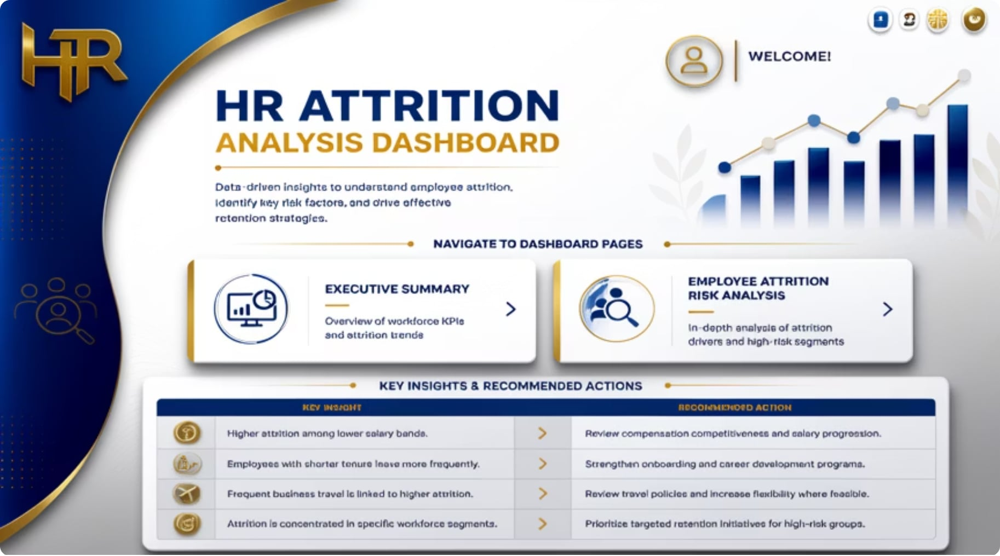 HR
WELCOME!
HR ATTRITION
ANALYSIS DASHBOARD
Data-driven insights to understand employee attrition,
identify key risk factors, and drive effective
retention strategies.
NAVIGATE TO DASHBOARD PAGES
EXECUTIVE SUMMARY
Overview of workforce KPIs
and attrition trends
EMPLOYEE ATTRITION
RISK ANALYSIS
In-depth analysis of attrition
drivers and high-risk segments
KEY INSIGHTS & RECOMMENDED ACTIONS
KEY INSIGHT
RECOMMENDED ACTION
Higher attrition among lower salary bands.
Review compensation competitiveness and salary progression.
Employees with shorter tenure leave more frequently.
Strengthen onboarding and career development programs.
Frequent business travel is linked to higher attrition.
Review travel policies and increase flexibility where feasible.
Attrition is concentrated in specific workforce segments.
Prioritize targeted retention initiatives for high-risk groups.